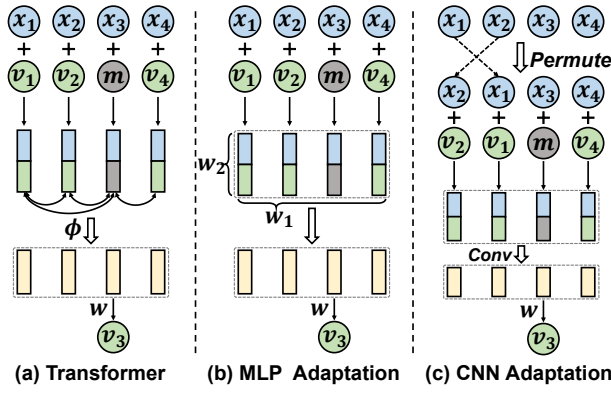 x₁ x₂ x₃ x₄
+ + + +
v₁ v₂ m v₄
ϕ
w
v₃
(a) Transformer
x₁ x₂ x₃ x₄
+ + + +
v₁ v₂ m v₄
w₂
w₁
w
v₃
(b) MLP Adaptation
x₁ x₂ x₃ x₄
Permute
x₂ x₁ x₃ x₄
+ + + +
v₂ v₁ m v₄
Conv
w
v₃
(c) CNN Adaptation